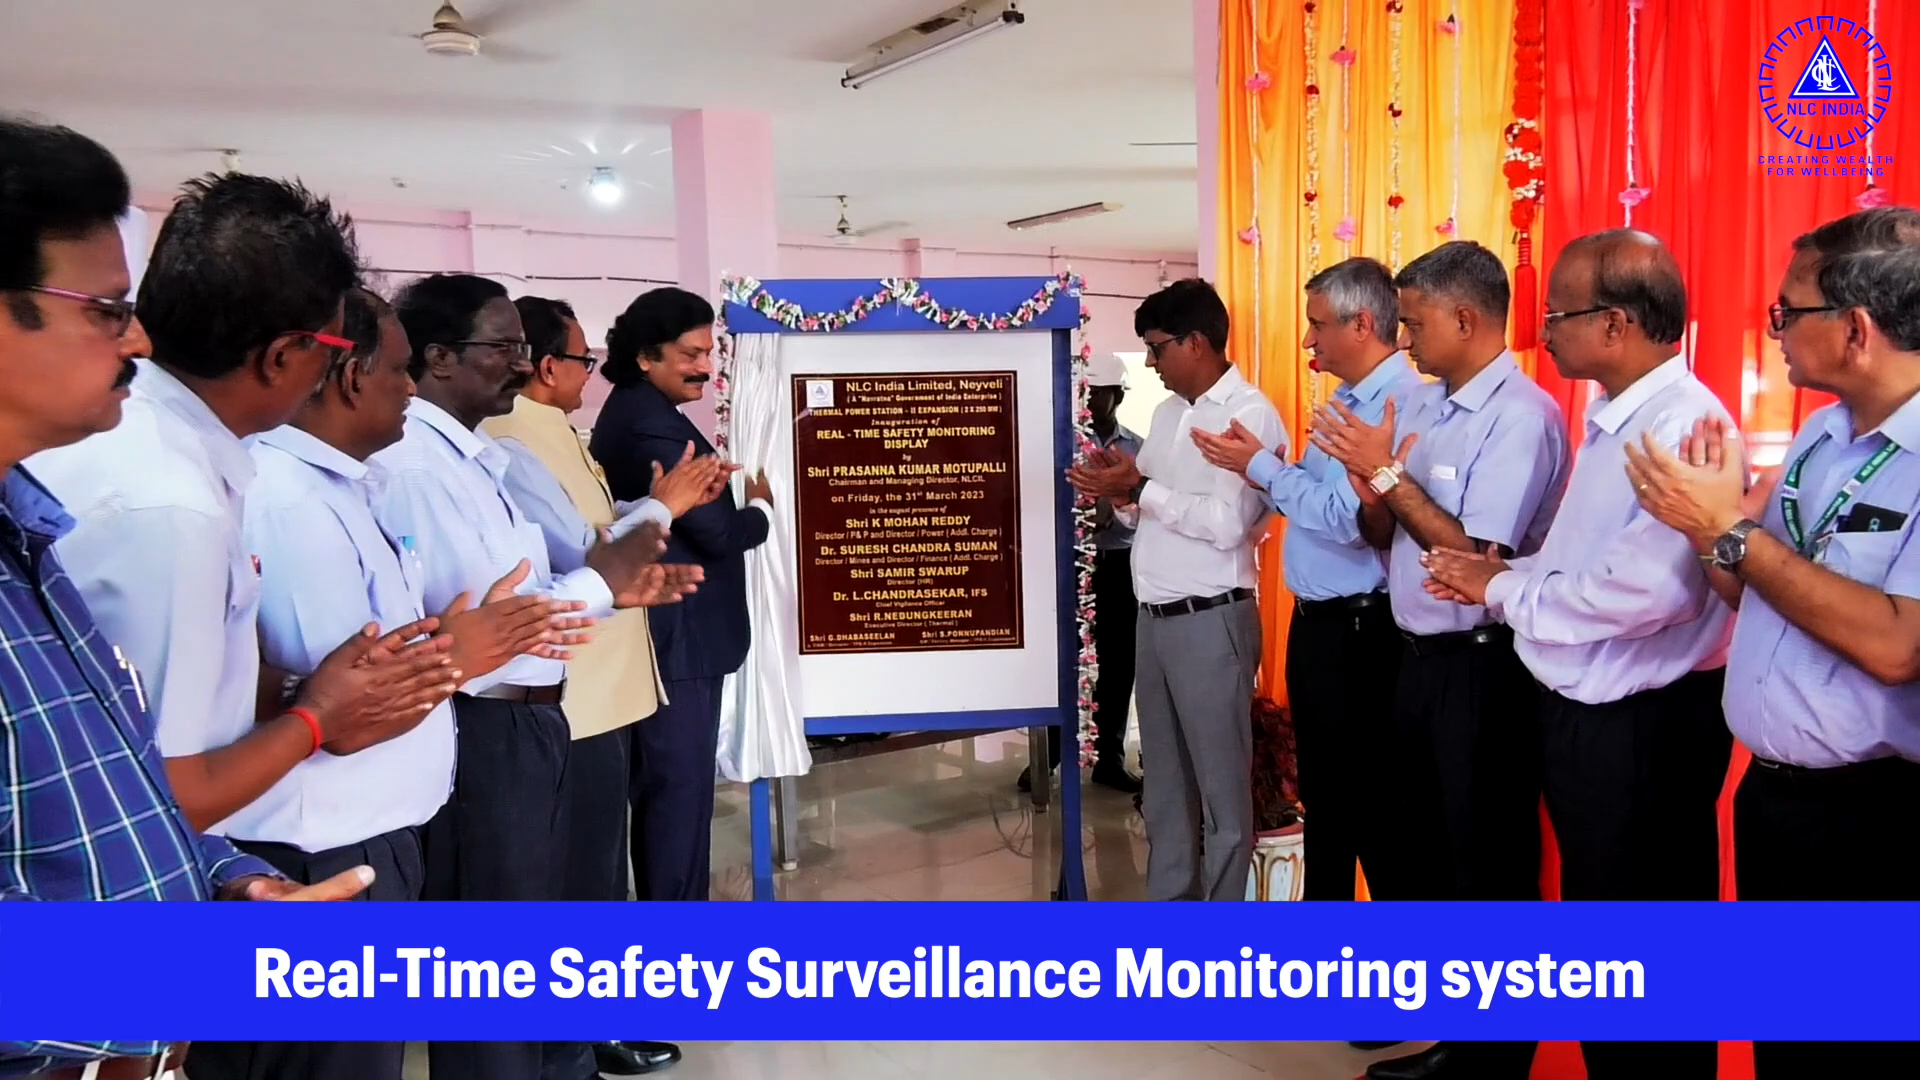 NLC INDIA
CREATING WEALTH
FOR WELLBEING
NLC India Limited, Neyveli
( A "Navratna" Government of India Enterprise )
THERMAL POWER STATION - II EXPANSION ( 2 X 250 MW )
Inauguration of
REAL - TIME SAFETY MONITORING
DISPLAY
by
Shri PRASANNA KUMAR MOTUPALLI
Chairman and Managing Director, NLCIL
on Friday, the 31st March 2023
in the august presence of
Shri K MOHAN REDDY
Director / P& P and Director / Power ( Addl. Charge )
Dr. SURESH CHANDRA SUMAN
Director / Mines and Director / Finance ( Addl. Charge )
Shri SAMIR SWARUP
Director (HR)
Dr. L.CHANDRASEKAR, IFS
Chief Vigilance Officer
Shri R.NEDUNGKEERAN
Executive Director ( Thermal )
Shri G.DHABASEELAN Shri S.PONNUPANDIAN
Real-Time Safety Surveillance Monitoring system